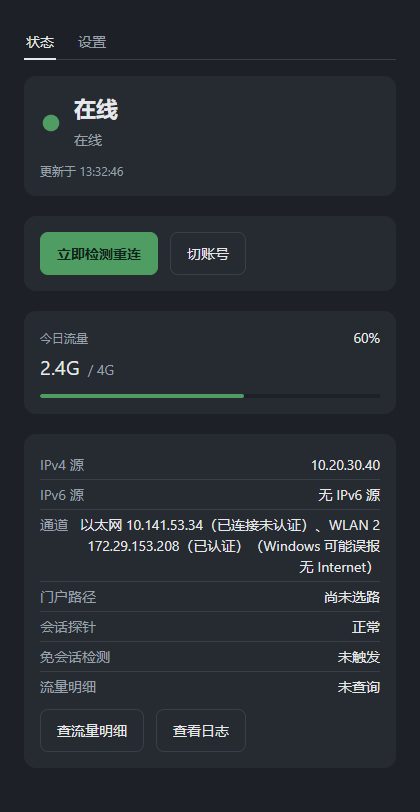 状态 设置
在线
在线
更新于 13:32:46
立即检测重连 切账号
今日流量 60%
2.4G / 4G
IPv4 源 10.20.30.40
IPv6 源 无 IPv6 源
通道 以太网 10.141.53.34（已连接未认证）、WLAN 2
172.29.153.208（已认证）（Windows 可能误报
无 Internet）
门户路径 尚未选路
会话探针 正常
免会话检测 未触发
流量明细 未查询
查流量明细 查看日志